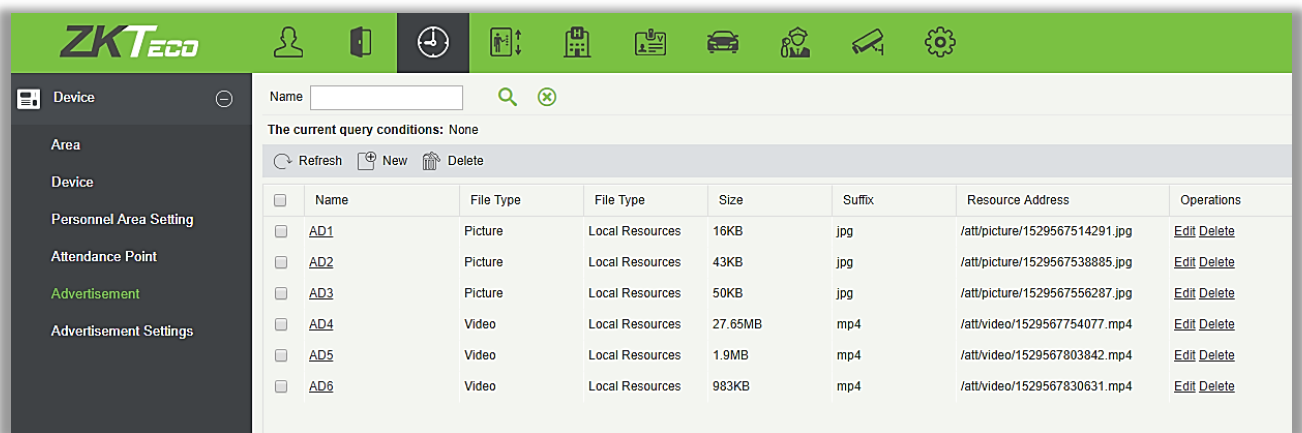 ZKTECO
Device
Area
Device
Personnel Area Setting
Attendance Point
Advertisement
Advertisement Settings
Name
The current query conditions: None
Refresh New Delete
Name File Type File Type Size Suffix Resource Address Operations
AD1 Picture Local Resources 16KB jpg /att/picture/1529567514291.jpg Edit Delete
AD2 Picture Local Resources 43KB jpg /att/picture/1529567538885.jpg Edit Delete
AD3 Picture Local Resources 50KB jpg /att/picture/1529567556287.jpg Edit Delete
AD4 Video Local Resources 27.65MB mp4 /att/video/1529567754077.mp4 Edit Delete
AD5 Video Local Resources 1.9MB mp4 /att/video/1529567803842.mp4 Edit Delete
AD6 Video Local Resources 983KB mp4 /att/video/1529567830631.mp4 Edit Delete